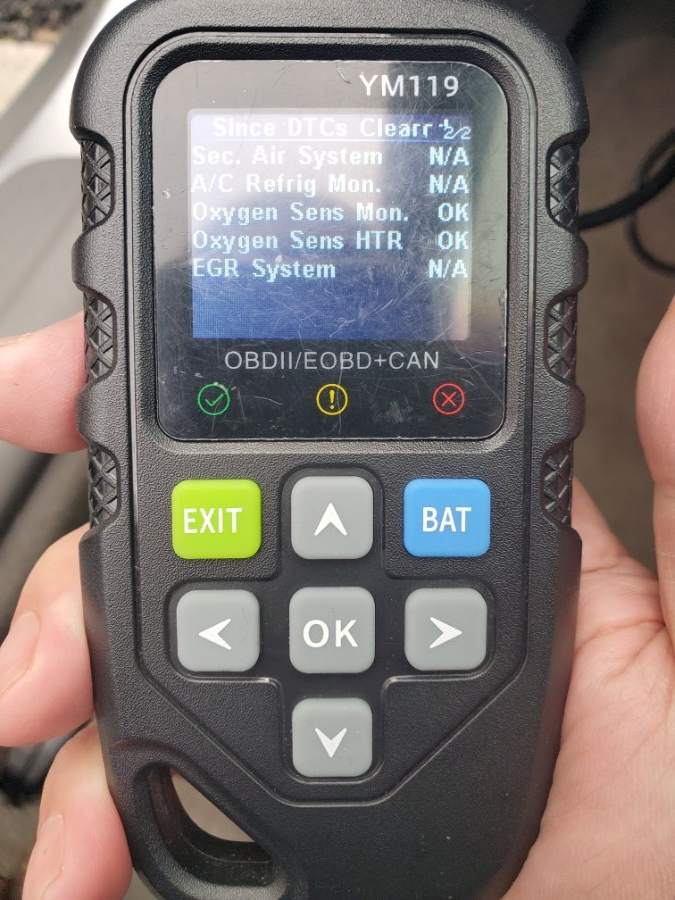 YM119
SInce DTCs Clearr 2/2
Sec. Air System N/A
A/C Refrig Mon. N/A
Oxygen Sens Mon. OK
Oxygen Sens HTR OK
EGR System N/A
OBDII/EOBD+CAN
EXIT
BAT
OK